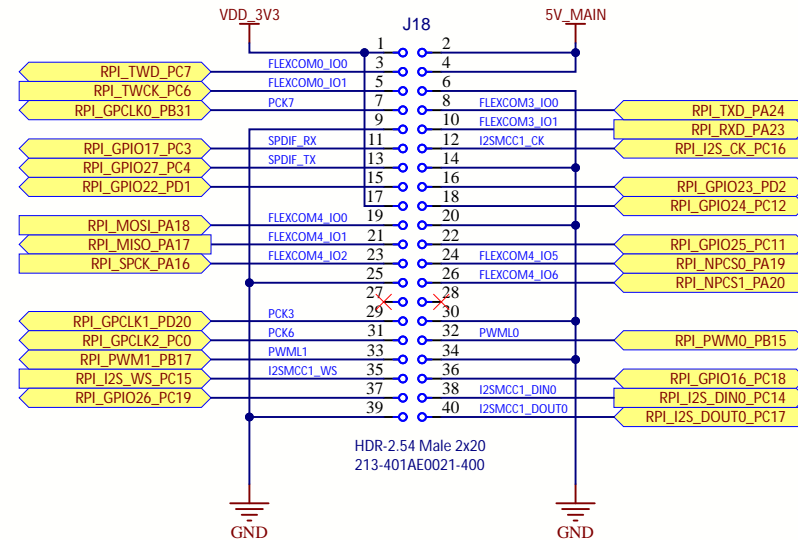 VDD_3V3 5V_MAIN
J18
1 2
RPI_TWD_PC7 FLEXCOM0_IO0 3 4
RPI_TWCK_PC6 FLEXCOM0_IO1 5 6
RPI_GPCLK0_PB31 PCK7 7 8 FLEXCOM3_IO0 RPI_TXD_PA24
9 10 FLEXCOM3_IO1 RPI_RXD_PA23
RPI_GPIO17_PC3 SPDIF_RX 11 12 I2SMCC1_CK RPI_I2S_CK_PC16
RPI_GPIO27_PC4 SPDIF_TX 13 14
RPI_GPIO22_PD1 15 16 RPI_GPIO23_PD2
17 18 RPI_GPIO24_PC12
RPI_MOSI_PA18 FLEXCOM4_IO0 19 20
RPI_MISO_PA17 FLEXCOM4_IO1 21 22 RPI_GPIO25_PC11
RPI_SPCK_PA16 FLEXCOM4_IO2 23 24 FLEXCOM4_IO5 RPI_NPCS0_PA19
25 26 FLEXCOM4_IO6 RPI_NPCS1_PA20
27 28
RPI_GPCLK1_PD20 PCK3 29 30
RPI_GPCLK2_PC0 PCK6 31 32 PWML0 RPI_PWM0_PB15
RPI_PWM1_PB17 PWML1 33 34
RPI_I2S_WS_PC15 I2SMCC1_WS 35 36 RPI_GPIO16_PC18
RPI_GPIO26_PC19 37 38 I2SMCC1_DIN0 RPI_I2S_DIN0_PC14
39 40 I2SMCC1_DOUT0 RPI_I2S_DOUT0_PC17
HDR-2.54 Male 2x20
213-401AE0021-400
GND GND